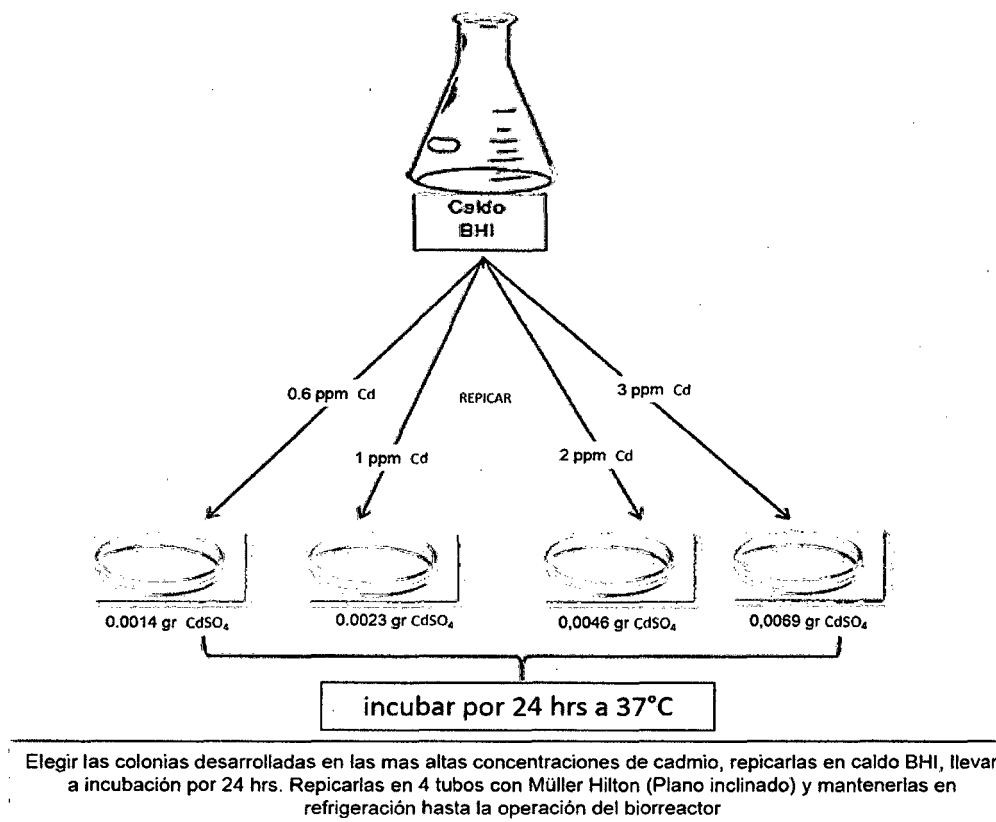 Caldo
BHI
0.6 ppm Cd
REPICAR
3 ppm Cd
1 ppm Cd
2 ppm Cd
0.0014 gr CdSO₄
0.0023 gr CdSO₄
0,0046 gr CdSO₄
0,0069 gr CdSO₄
incubar por 24 hrs a 37°C
Elegir las colonias desarrolladas en las mas altas concentraciones de cadmio, repicarlas en caldo BHI, llevar
a incubación por 24 hrs. Repicarlas en 4 tubos con Müller Hilton (Plano inclinado) y mantenerlas en
refrigeración hasta la operación del biorreactor